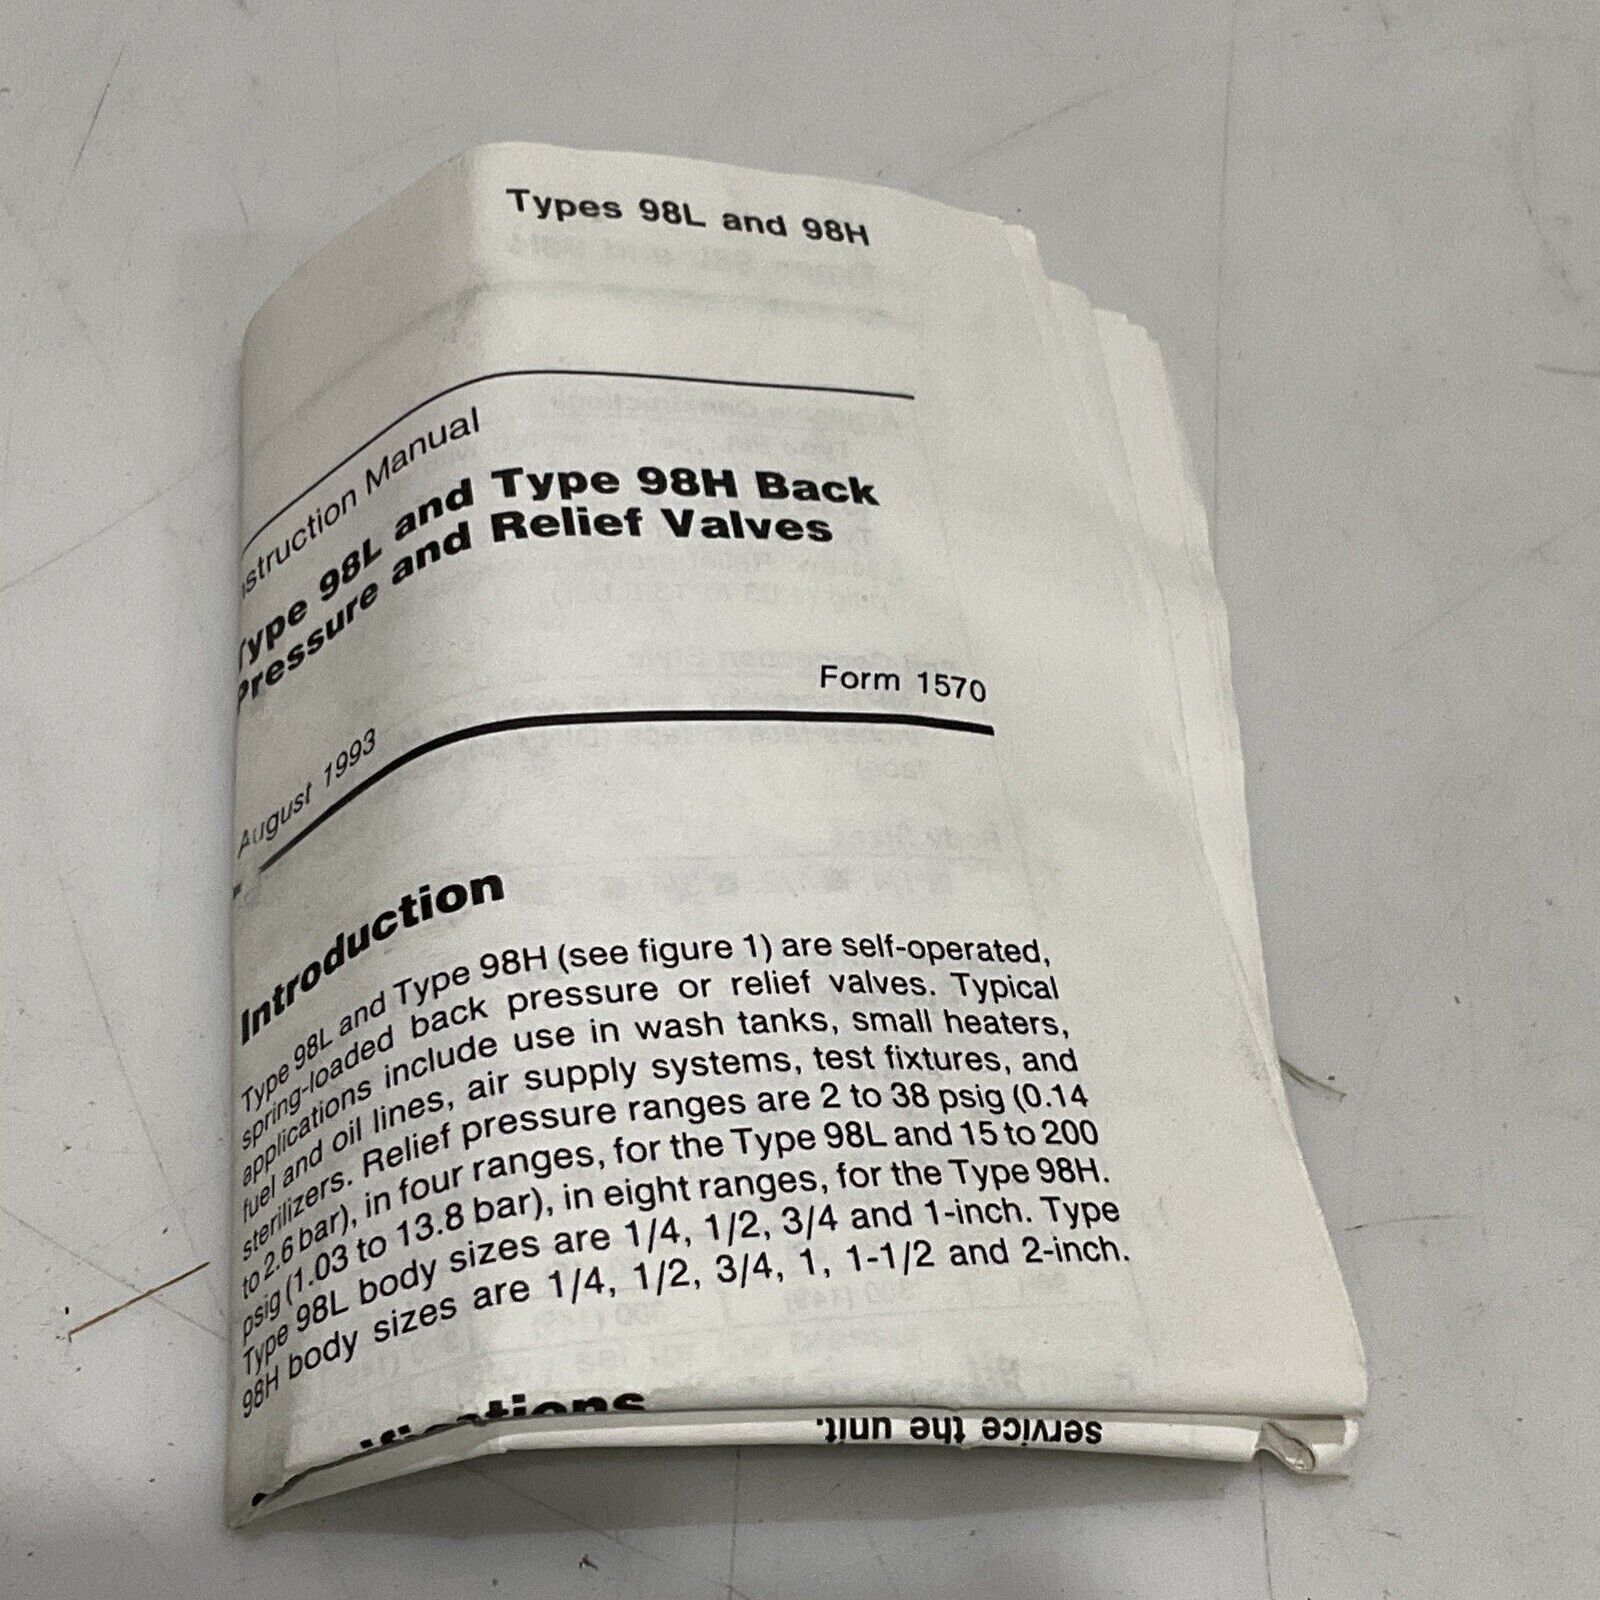 Types 98L and 98H
Instruction Manual
Type 98L and Type 98H Back
Pressure and Relief Valves
Form 1570
August 1993
Introduction
Type 98L and Type 98H (see figure 1) are self-operated,
spring-loaded back pressure or relief valves. Typical
applications include use in wash tanks, small heaters,
fuel and oil lines, air supply systems, test fixtures, and
sterilizers. Relief pressure ranges are 2 to 38 psig (0.14
to 2.6 bar), in four ranges, for the Type 98L and 15 to 200
psig (1.03 to 13.8 bar), in eight ranges, for the Type 98H.
Type 98L body sizes are 1/4, 1/2, 3/4 and 1-inch. Type
98H body sizes are 1/4, 1/2, 3/4, 1, 1-1/2 and 2-inch.
service the unit.